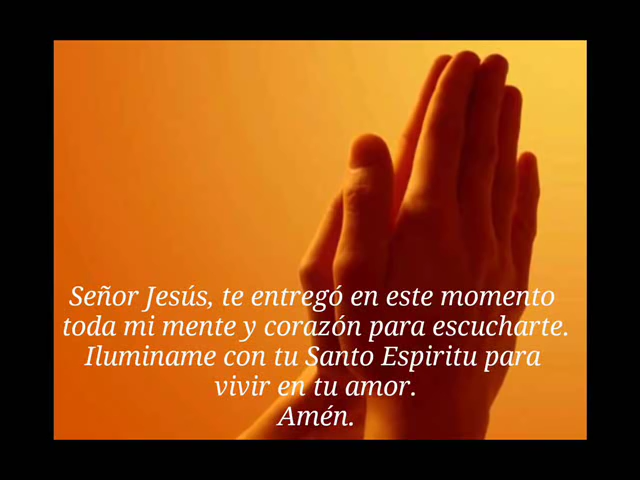 Señor Jesús, te entregó en este momento
toda mi mente y corazón para escucharte.
Iluminame con tu Santo Espiritu para
vivir en tu amor.
Amén.